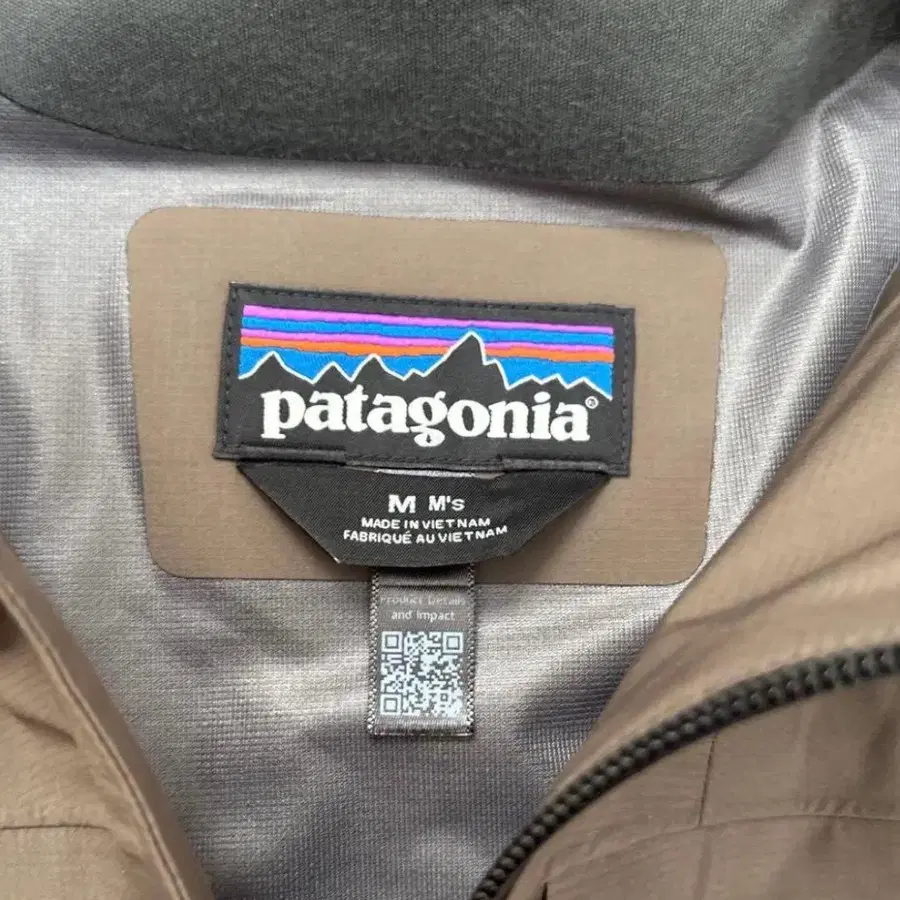 patagonia®
M M's
MADE IN VIETNAM
FABRIQUÉ AU VIETNAM
Product Details
and Impact